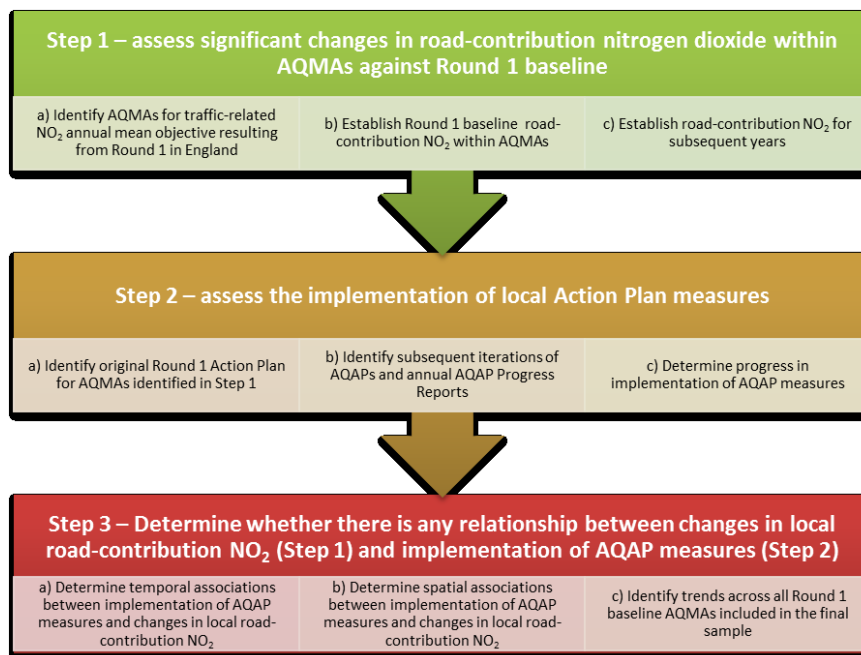 Step 1 – assess significant changes in road-contribution nitrogen dioxide within
AQMAs against Round 1 baseline
a) Identify AQMAs for traffic-related
NO₂ annual mean objective resulting
from Round 1 in England
b) Establish Round 1 baseline road-
contribution NO₂ within AQMAs
c) Establish road-contribution NO₂ for
subsequent years
Step 2 – assess the implementation of local Action Plan measures
a) Identify original Round 1 Action Plan
for AQMAs identified in Step 1
b) Identify subsequent iterations of
AQAPs and annual AQAP Progress
Reports
c) Determine progress in
implementation of AQAP measures
Step 3 – Determine whether there is any relationship between changes in local
road-contribution NO₂ (Step 1) and implementation of AQAP measures (Step 2)
a) Determine temporal associations
between implementation of AQAP
measures and changes in local road-
contribution NO₂
b) Determine spatial associations
between implementation of AQAP
measures and changes in local road-
contribution NO₂
c) Identify trends across all Round 1
baseline AQMAs included in the final
sample